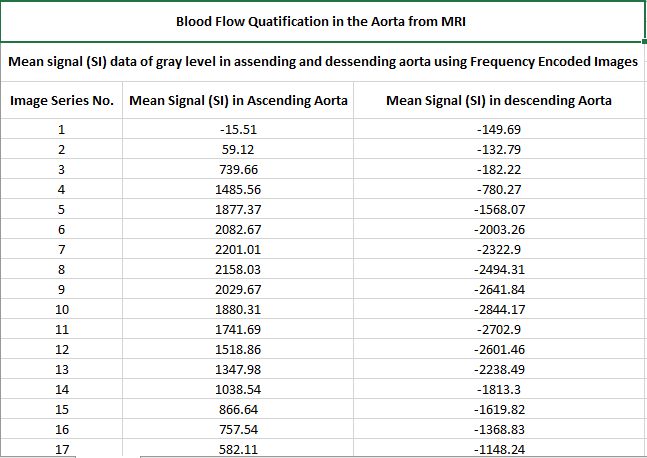 Blood Flow Quatification in the Aorta from MRI
Mean signal (SI) data of gray level in assending and dessending aorta using Frequency Encoded Images
Image Series No. Mean Signal (SI) in Ascending Aorta Mean Signal (SI) in descending Aorta
1 -15.51 -149.69
2 59.12 -132.79
3 739.66 -182.22
4 1485.56 -780.27
5 1877.37 -1568.07
6 2082.67 -2003.26
7 2201.01 -2322.9
8 2158.03 -2494.31
9 2029.67 -2641.84
10 1880.31 -2844.17
11 1741.69 -2702.9
12 1518.86 -2601.46
13 1347.98 -2238.49
14 1038.54 -1813.3
15 866.64 -1619.82
16 757.54 -1368.83
17 582.11 -1148.24